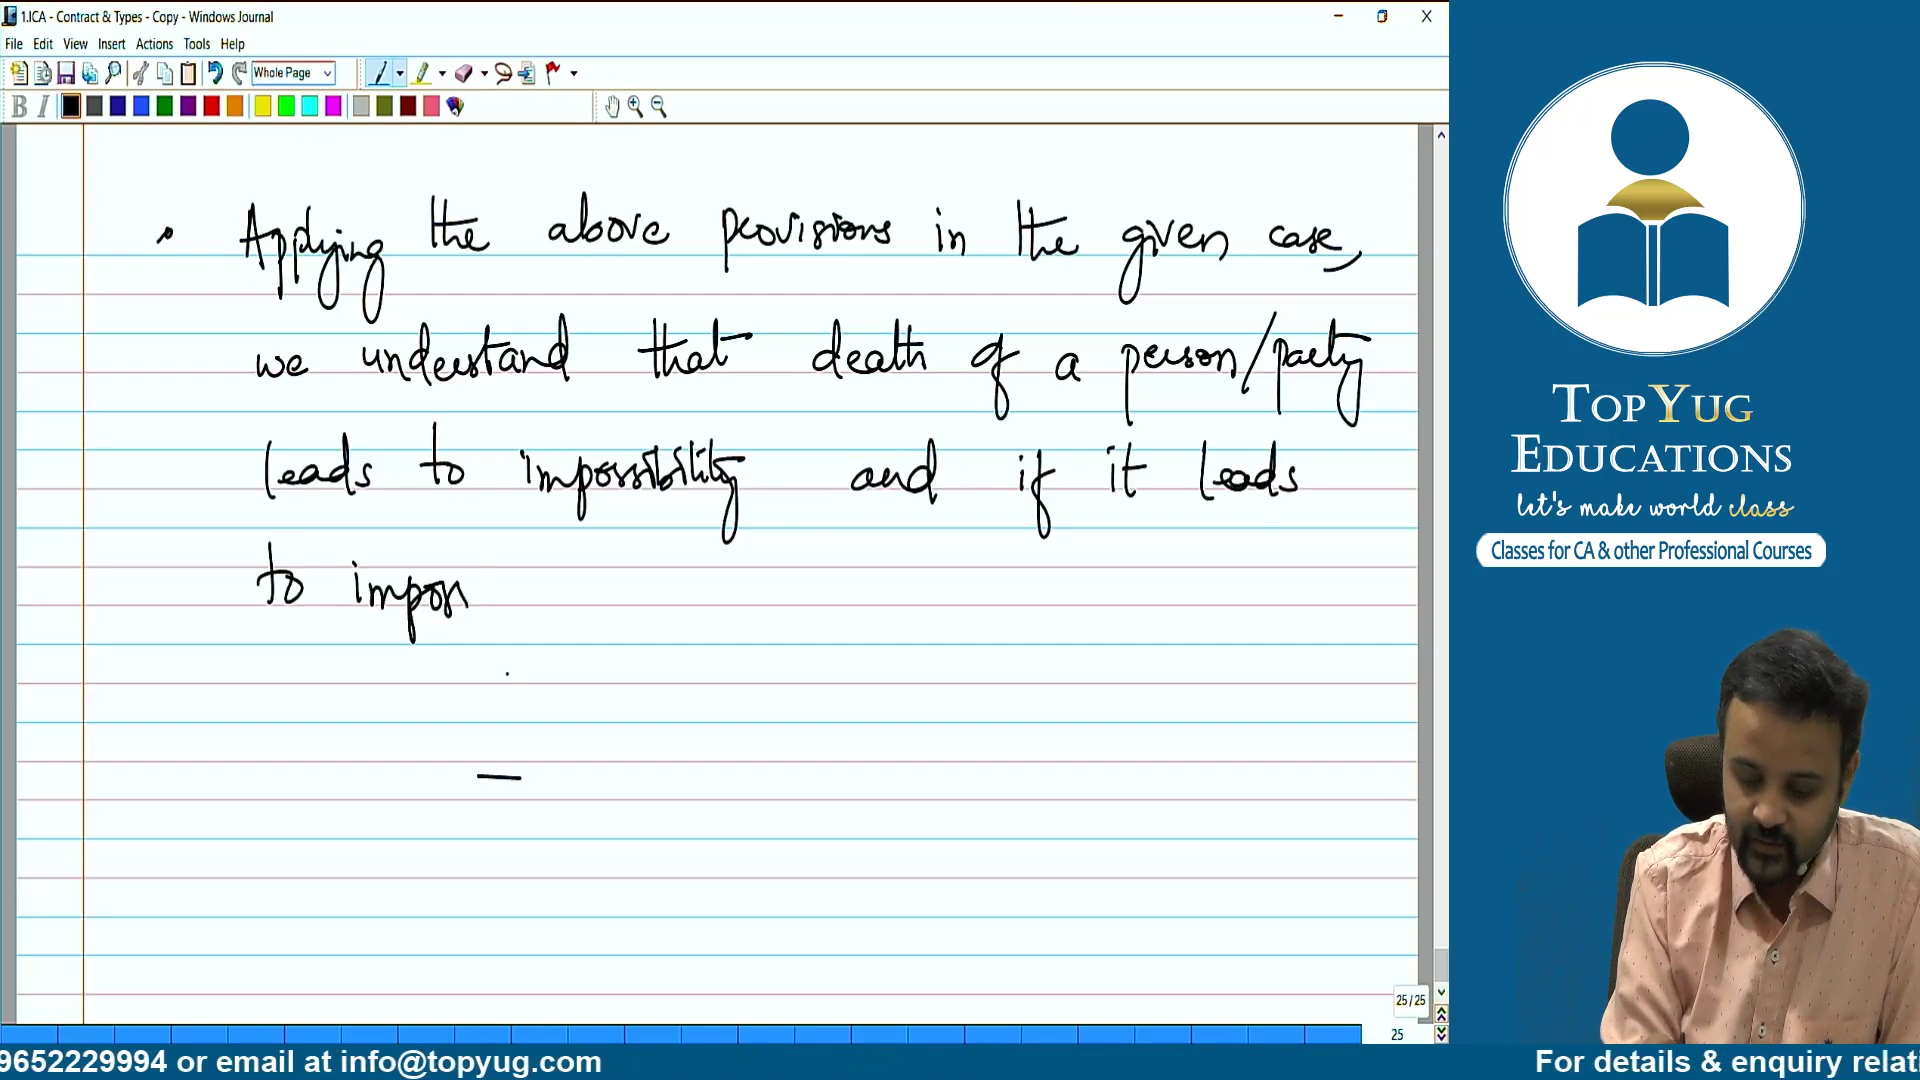 1.ICA - Contract & Types - Copy - Windows Journal
File Edit View Insert Actions Tools Help
Whole Page
B I
• Applying the above provisions in the given case,
we understand that death of a person/party
leads to impossibility and if it leads
to imposs
TOPYUG
EDUCATIONS
let's make world class
Classes for CA & other Professional Courses
25/25
25
9652229994 or email at info@topyug.com
For details & enquiry relati